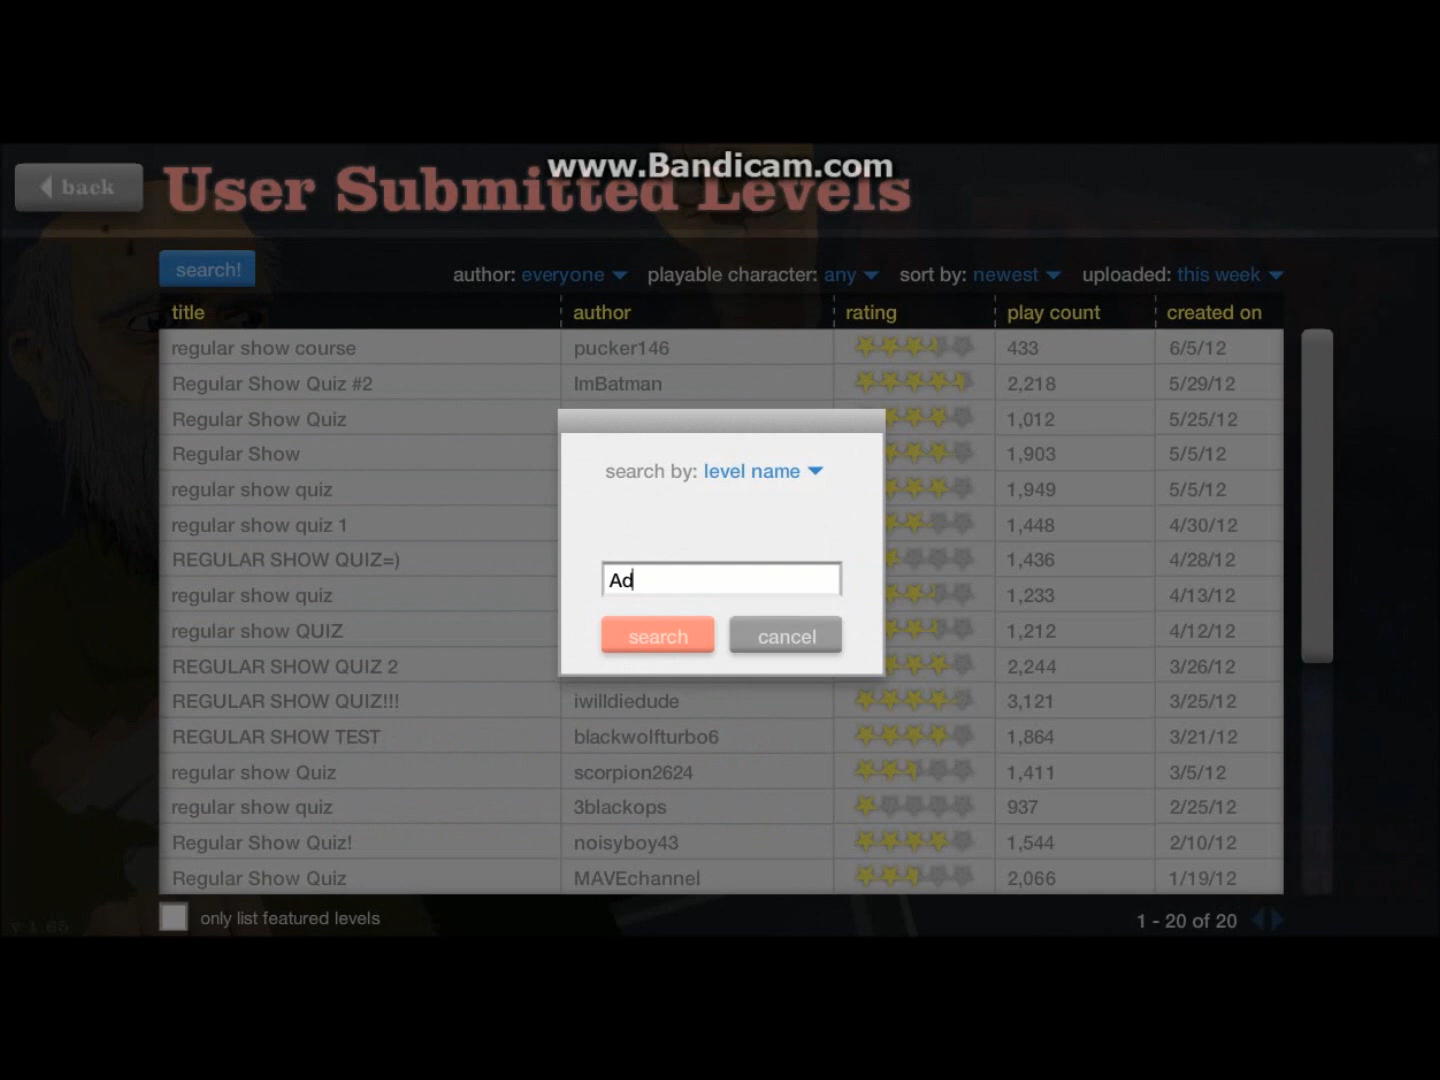 www.Bandicam.com
back
User Submitted Levels
search!
author: everyone playable character: any sort by: newest uploaded: this week
title author rating play count created on
regular show course pucker146 433 6/5/12
Regular Show Quiz #2 ImBatman 2,218 5/29/12
Regular Show Quiz 1,012 5/25/12
Regular Show 1,903 5/5/12
regular show quiz 1,949 5/5/12
regular show quiz 1 1,448 4/30/12
REGULAR SHOW QUIZ=) 1,436 4/28/12
regular show quiz 1,233 4/13/12
regular show QUIZ 1,212 4/12/12
REGULAR SHOW QUIZ 2 2,244 3/26/12
REGULAR SHOW QUIZ!!! iwilldiedude 3,121 3/25/12
REGULAR SHOW TEST blackwolfturbo6 1,864 3/21/12
regular show Quiz scorpion2624 1,411 3/5/12
regular show quiz 3blackops 937 2/25/12
Regular Show Quiz! noisyboy43 1,544 2/10/12
Regular Show Quiz MAVEchannel 2,066 1/19/12
search by: level name
Ad
search cancel
only list featured levels 1 - 20 of 20
v 1.65